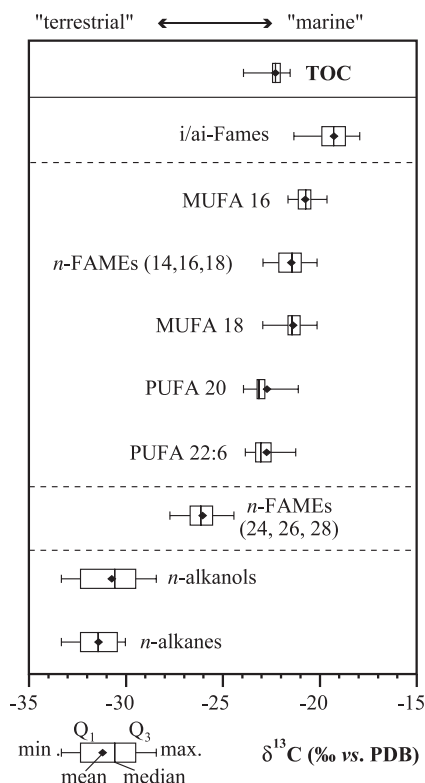 "terrestrial" "marine"
TOC
i/ai-Fames
MUFA 16
n-FAMEs (14,16,18)
MUFA 18
PUFA 20
PUFA 22:6
n-FAMEs
(24, 26, 28)
n-alkanols
n-alkanes
-35 -30 -25 -20 -15
Q₁ Q₃
min. max.
mean median
δ¹³C (‰ vs. PDB)